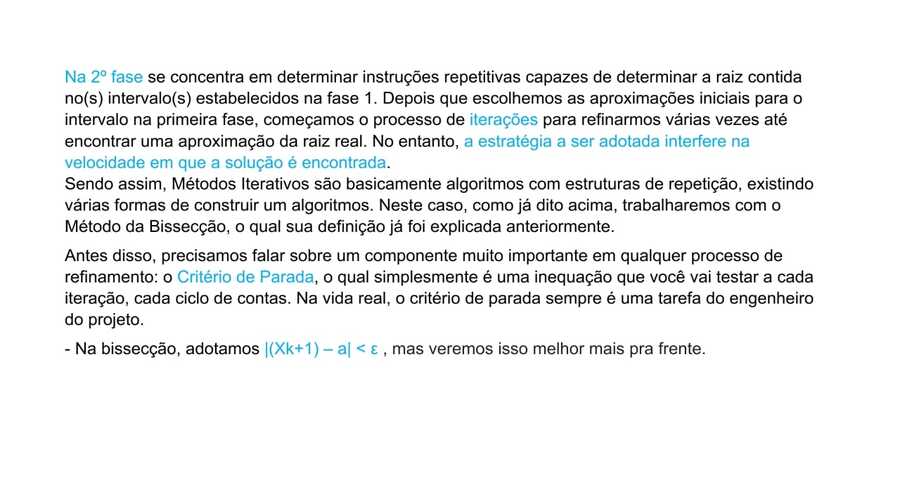 Na 2º fase se concentra em determinar instruções repetitivas capazes de determinar a raiz contida
no(s) intervalo(s) estabelecidos na fase 1. Depois que escolhemos as aproximações iniciais para o
intervalo na primeira fase, começamos o processo de iterações para refinarmos várias vezes até
encontrar uma aproximação da raiz real. No entanto, a estratégia a ser adotada interfere na
velocidade em que a solução é encontrada.
Sendo assim, Métodos Iterativos são basicamente algoritmos com estruturas de repetição, existindo
várias formas de construir um algoritmos. Neste caso, como já dito acima, trabalharemos com o
Método da Bissecção, o qual sua definição já foi explicada anteriormente.
Antes disso, precisamos falar sobre um componente muito importante em qualquer processo de
refinamento: o Critério de Parada, o qual simplesmente é uma inequação que você vai testar a cada
iteração, cada ciclo de contas. Na vida real, o critério de parada sempre é uma tarefa do engenheiro
do projeto.
- Na bissecção, adotamos |(Xk+1) – a| < ε , mas veremos isso melhor mais pra frente.